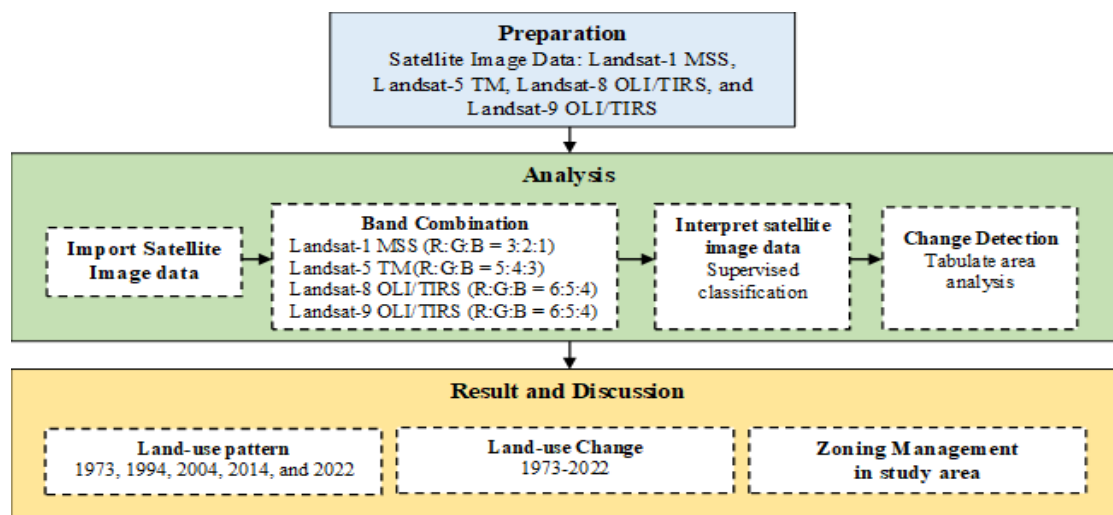 Preparation
Satellite Image Data: Landsat-1 MSS,
Landsat-5 TM, Landsat-8 OLI/TIRS, and
Landsat-9 OLI/TIRS
Analysis
Import Satellite
Image data
Band Combination
Landsat-1 MSS (R:G:B = 3:2:1)
Landsat-5 TM(R:G:B = 5:4:3)
Landsat-8 OLI/TIRS (R:G:B = 6:5:4)
Landsat-9 OLI/TIRS (R:G:B = 6:5:4)
Interpret satellite
image data
Supervised
classification
Change Detection
Tabulate area
analysis
Result and Discussion
Land-use pattern
1973, 1994, 2004, 2014, and 2022
Land-use Change
1973-2022
Zoning Management
in study area